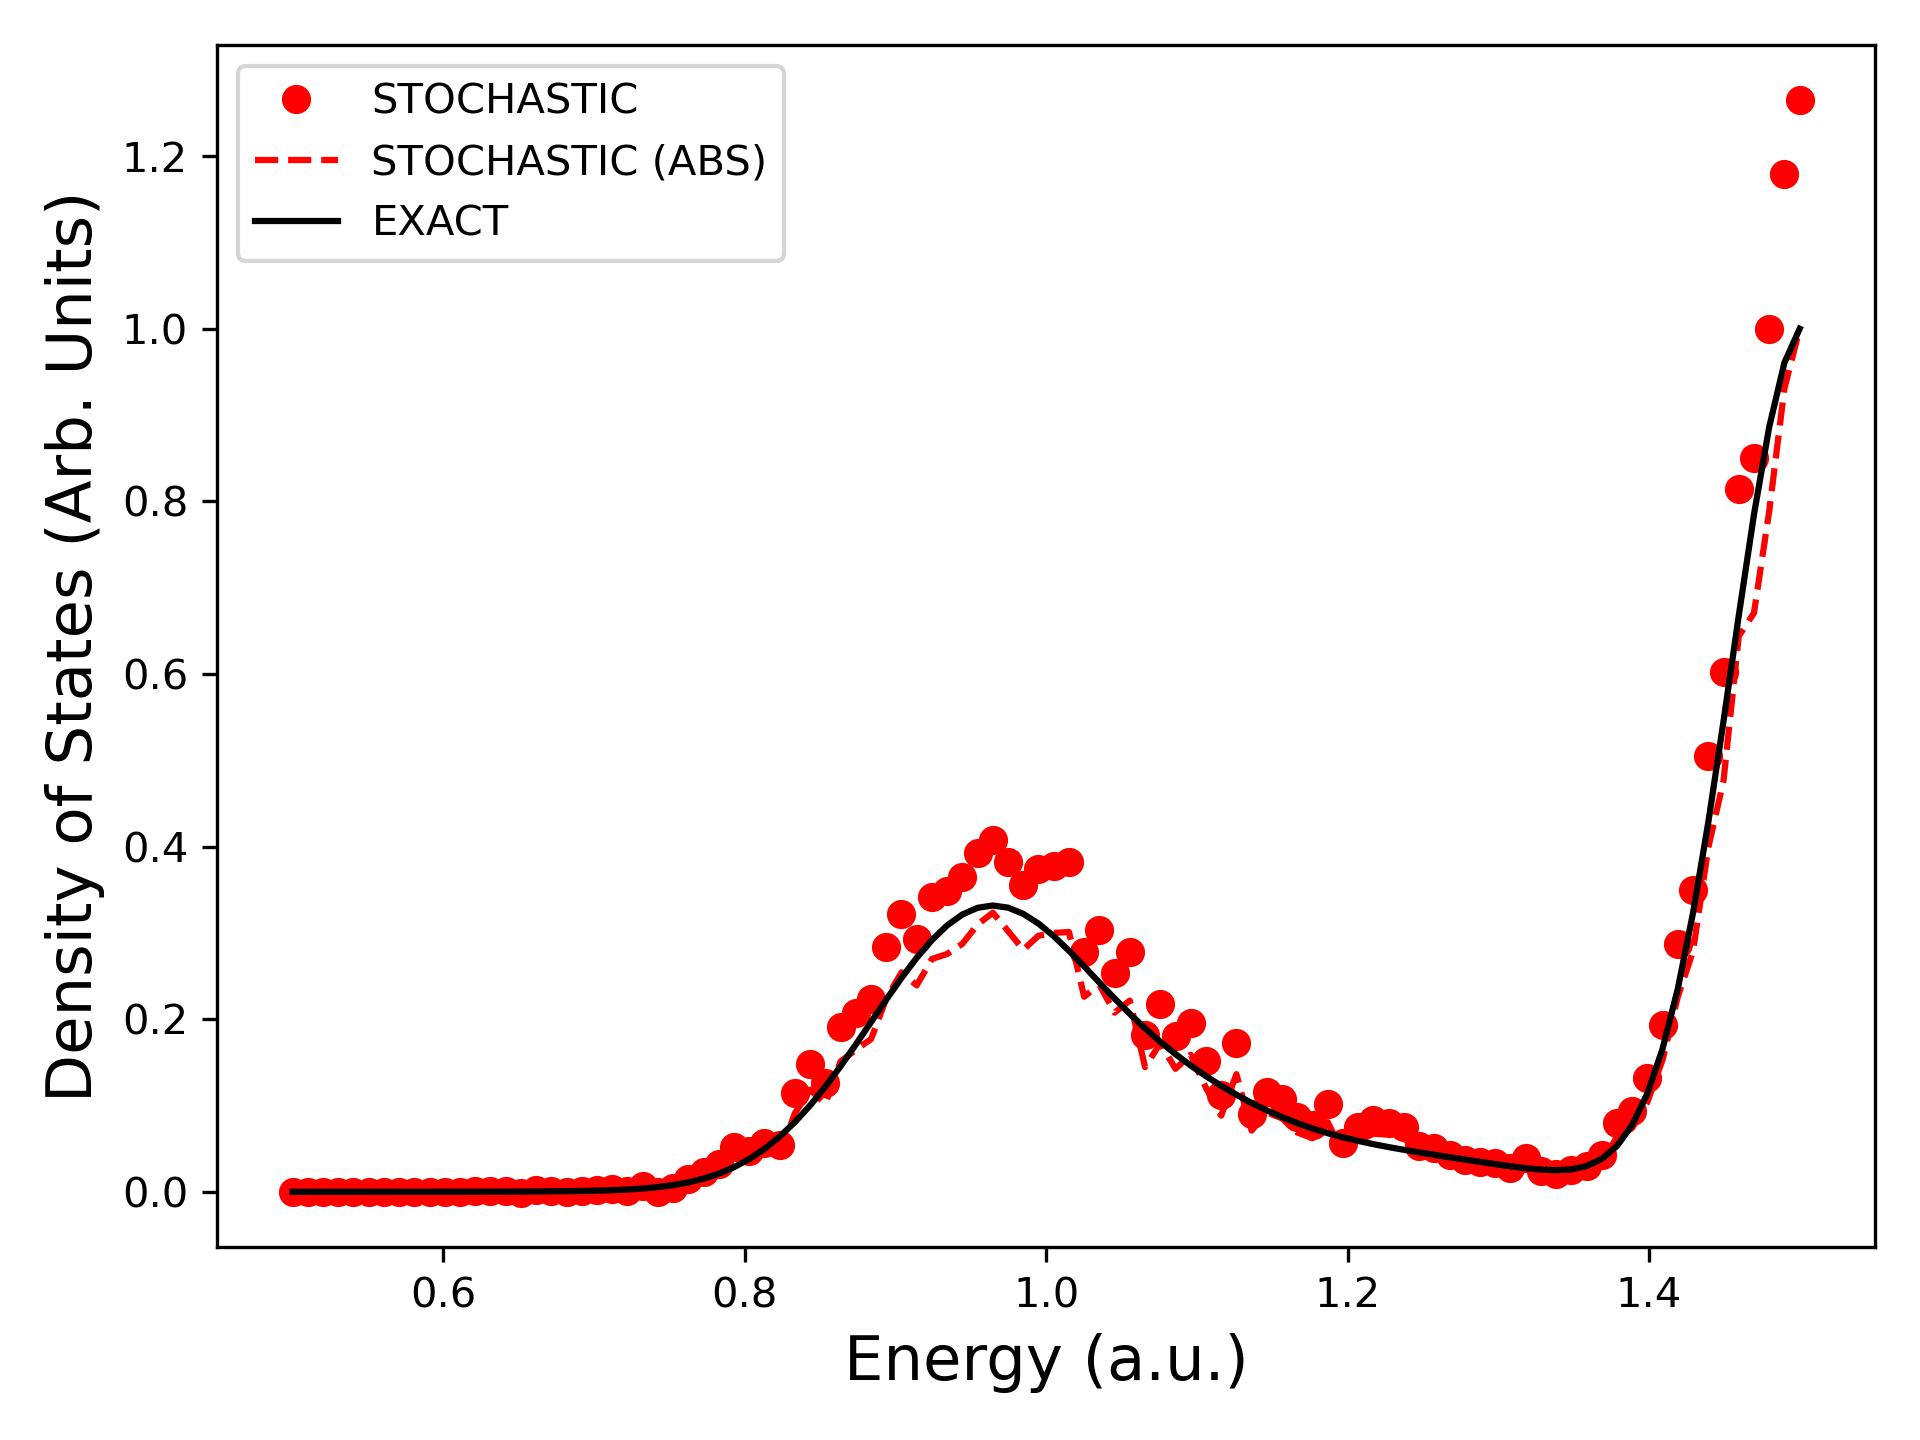 STOCHASTIC
STOCHASTIC (ABS)
EXACT
Density of States (Arb. Units)
1.2
1.0
0.8
0.6
0.4
0.2
0.0
0.6 0.8 1.0 1.2 1.4
Energy (a.u.)